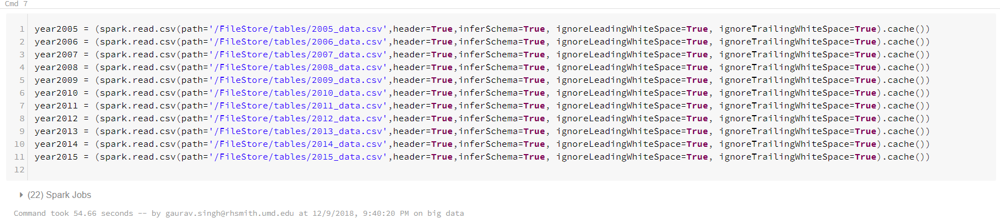 Cmd 7
1 year2005 = (spark.read.csv(path='/FileStore/tables/2005_data.csv',header=True,inferSchema=True, ignoreLeadingWhiteSpace=True, ignoreTrailingWhiteSpace=True).cache())
2 year2006 = (spark.read.csv(path='/FileStore/tables/2006_data.csv',header=True,inferSchema=True, ignoreLeadingWhiteSpace=True, ignoreTrailingWhiteSpace=True).cache())
3 year2007 = (spark.read.csv(path='/FileStore/tables/2007_data.csv',header=True,inferSchema=True, ignoreLeadingWhiteSpace=True, ignoreTrailingWhiteSpace=True).cache())
4 year2008 = (spark.read.csv(path='/FileStore/tables/2008_data.csv',header=True,inferSchema=True, ignoreLeadingWhiteSpace=True, ignoreTrailingWhiteSpace=True).cache())
5 year2009 = (spark.read.csv(path='/FileStore/tables/2009_data.csv',header=True,inferSchema=True, ignoreLeadingWhiteSpace=True, ignoreTrailingWhiteSpace=True).cache())
6 year2010 = (spark.read.csv(path='/FileStore/tables/2010_data.csv',header=True,inferSchema=True, ignoreLeadingWhiteSpace=True, ignoreTrailingWhiteSpace=True).cache())
7 year2011 = (spark.read.csv(path='/FileStore/tables/2011_data.csv',header=True,inferSchema=True, ignoreLeadingWhiteSpace=True, ignoreTrailingWhiteSpace=True).cache())
8 year2012 = (spark.read.csv(path='/FileStore/tables/2012_data.csv',header=True,inferSchema=True, ignoreLeadingWhiteSpace=True, ignoreTrailingWhiteSpace=True).cache())
9 year2013 = (spark.read.csv(path='/FileStore/tables/2013_data.csv',header=True,inferSchema=True, ignoreLeadingWhiteSpace=True, ignoreTrailingWhiteSpace=True).cache())
10 year2014 = (spark.read.csv(path='/FileStore/tables/2014_data.csv',header=True,inferSchema=True, ignoreLeadingWhiteSpace=True, ignoreTrailingWhiteSpace=True).cache())
11 year2015 = (spark.read.csv(path='/FileStore/tables/2015_data.csv',header=True,inferSchema=True, ignoreLeadingWhiteSpace=True, ignoreTrailingWhiteSpace=True).cache())
12
(22) Spark Jobs
Command took 54.66 seconds -- by gaurav.singh@rhsmith.umd.edu at 12/9/2018, 9:40:20 PM on big data